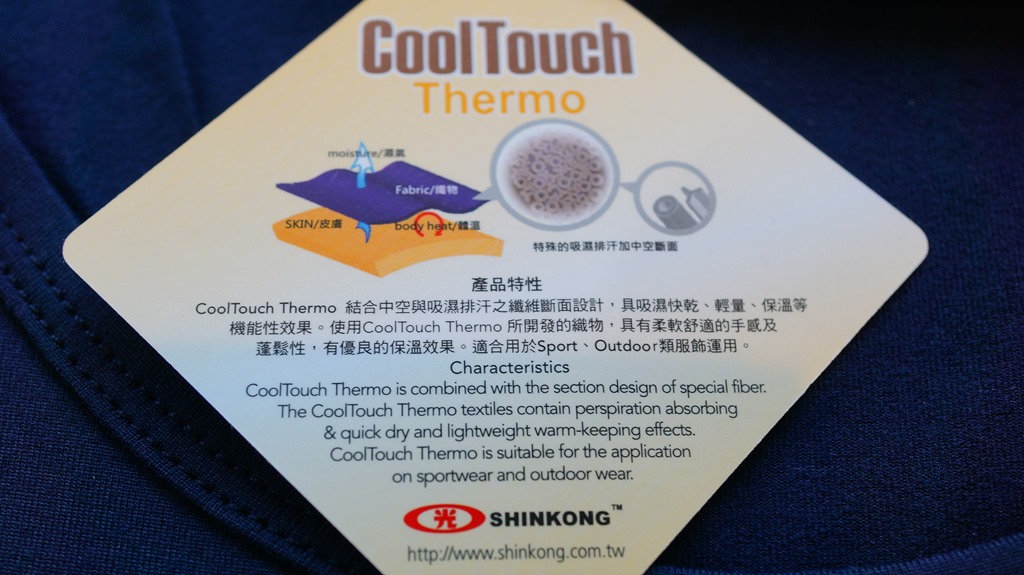 CoolTouch
Thermo
moisture/濕氣
Fabric/織物
SKIN/皮膚
body heat/體溫
特殊的吸濕排汗加中空斷面
產品特性
CoolTouch Thermo 結合中空與吸濕排汗之纖維斷面設計，具吸濕快乾、輕量、保溫等
機能性效果。使用CoolTouch Thermo 所開發的織物，具有柔軟舒適的手感及
蓬鬆性，有優良的保溫效果。適合用於Sport、Outdoor類服飾運用。
Characteristics
CoolTouch Thermo is combined with the section design of special fiber.
The CoolTouch Thermo textiles contain perspiration absorbing
& quick dry and lightweight warm-keeping effects.
CoolTouch Thermo is suitable for the application
on sportwear and outdoor wear.
光 SHINKONG™
http://www.shinkong.com.tw